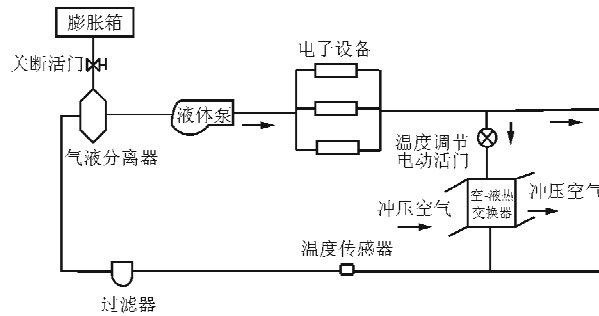 膨胀箱
关断活门
电子设备
液体泵
气液分离器
温度调节
电动活门
空-液热
交换器
冲压空气
冲压空气
温度传感器
过滤器